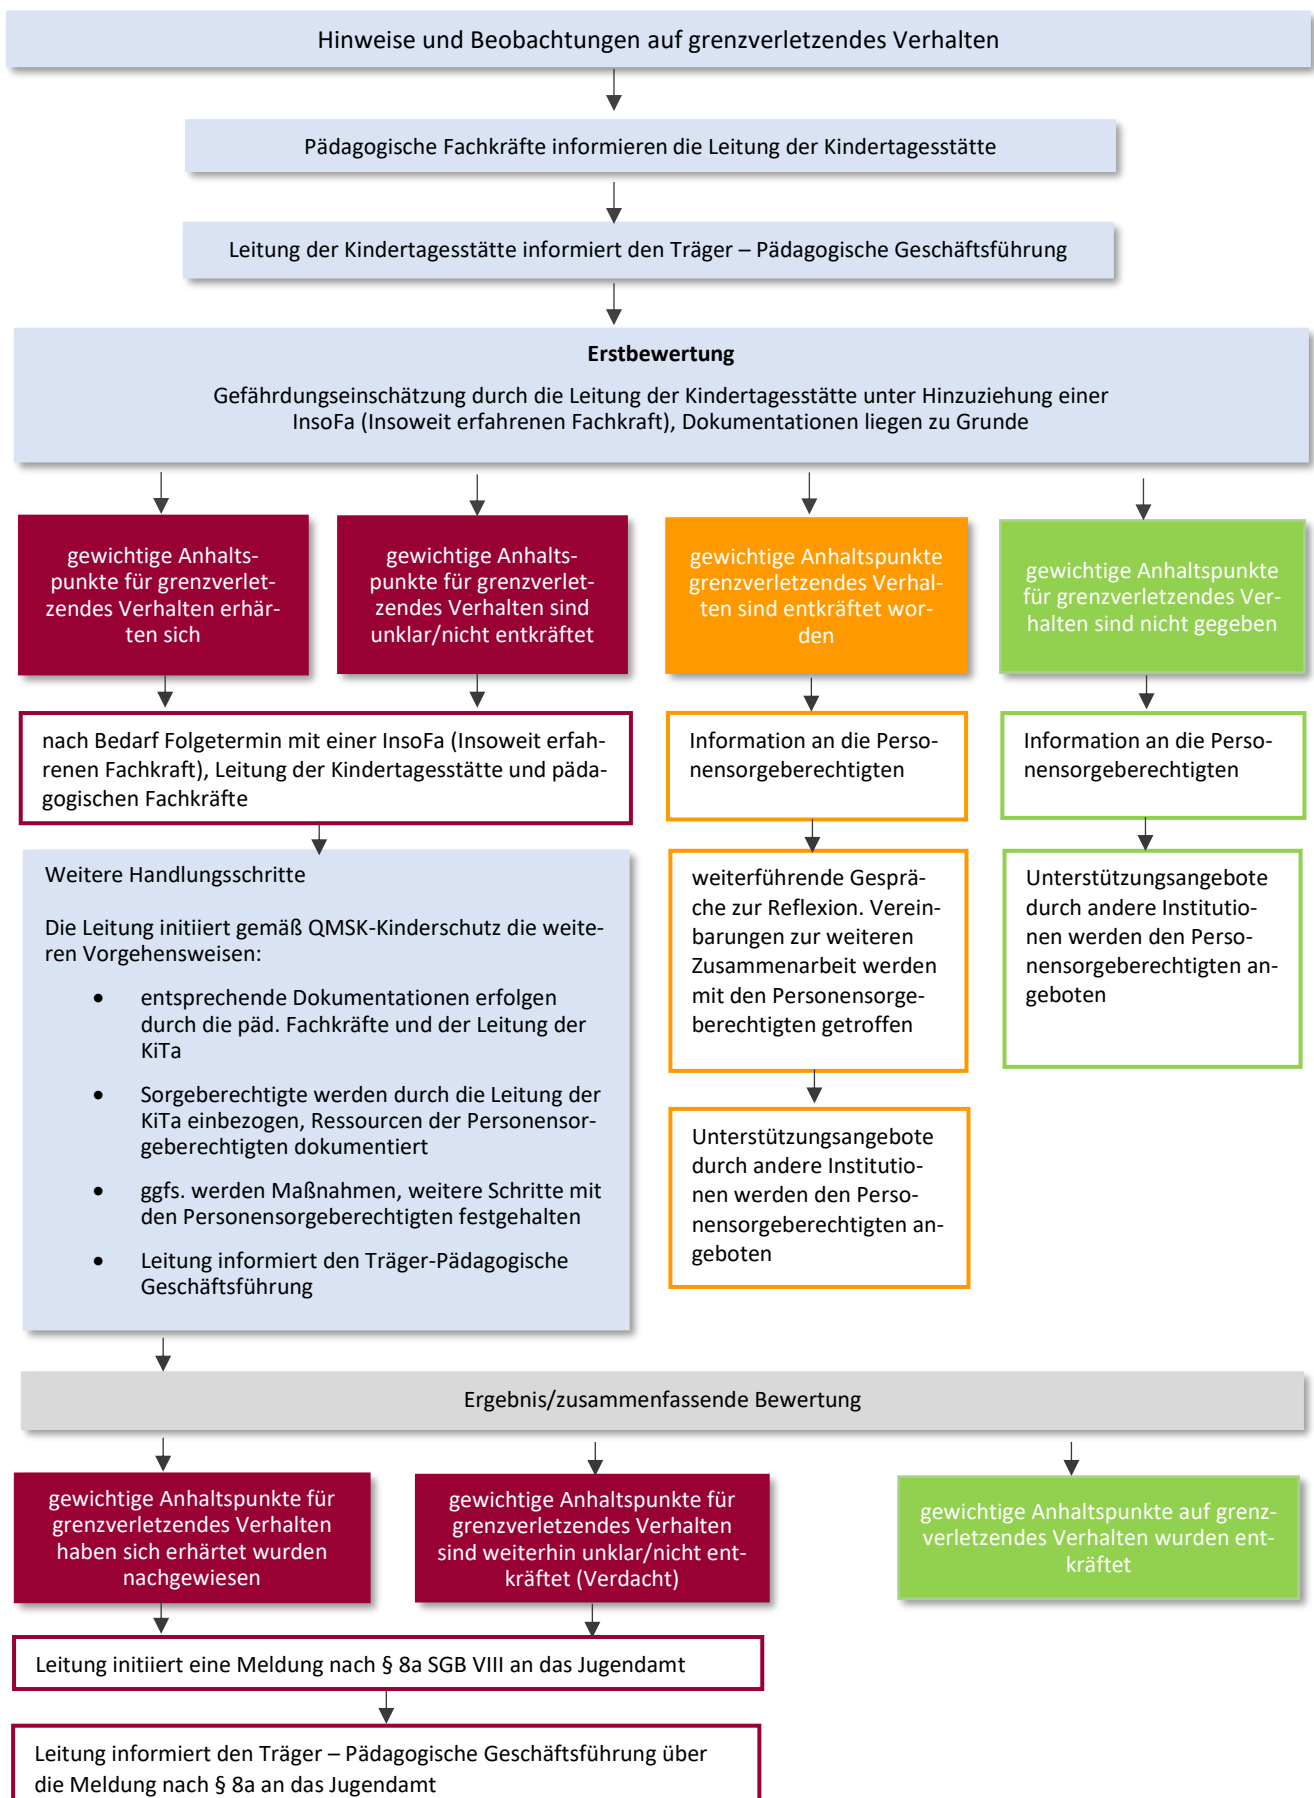 Hinweise und Beobachtungen auf grenzverletzendes Verhalten
Pädagogische Fachkräfte informieren die Leitung der Kindertagesstätte
Leitung der Kindertagesstätte informiert den Träger – Pädagogische Geschäftsführung
Erstbewertung
Gefährdungseinschätzung durch die Leitung der Kindertagesstätte unter Hinzuziehung einer
InsoFa (Insoweit erfahrenen Fachkraft), Dokumentationen liegen zu Grunde
gewichtige Anhalts-
punkte für grenzverlet-
zendes Verhalten erhär-
ten sich
gewichtige Anhalts-
punkte für grenzverlet-
zendes Verhalten sind
unklar/nicht entkräftet
gewichtige Anhaltspunkte
grenzverletzendes Verhal-
ten sind entkräftet wor-
den
gewichtige Anhaltspunkte
für grenzverletzendes Ver-
halten sind nicht gegeben
nach Bedarf Folgetermin mit einer InsoFa (Insoweit erfah-
renen Fachkraft), Leitung der Kindertagesstätte und päda-
gogischen Fachkräfte
Information an die Perso-
nensorgeberechtigten
Information an die Perso-
nensorgeberechtigten
Weitere Handlungsschritte
Die Leitung initiiert gemäß QMSK-Kinderschutz die weite-
ren Vorgehensweisen:
• entsprechende Dokumentationen erfolgen
durch die päd. Fachkräfte und der Leitung der
KiTa
• Sorgeberechtigte werden durch die Leitung der
KiTa einbezogen, Ressourcen der Personensor-
geberechtigten dokumentiert
• ggfs. werden Maßnahmen, weitere Schritte mit
den Personensorgeberechtigten festgehalten
• Leitung informiert den Träger-Pädagogische
Geschäftsführung
weiterführende Gesprä-
che zur Reflexion. Verein-
barungen zur weiteren
Zusammenarbeit werden
mit den Personensorge-
berechtigten getroffen
Unterstützungsangebote
durch andere Institutio-
nen werden den Perso-
nensorgeberechtigten an-
geboten
Unterstützungsangebote
durch andere Institutio-
nen werden den Perso-
nensorgeberechtigten an-
geboten
Ergebnis/zusammenfassende Bewertung
gewichtige Anhaltspunkte für
grenzverletzendes Verhalten
haben sich erhärtet wurden
nachgewiesen
gewichtige Anhaltspunkte für
grenzverletzendes Verhalten
sind weiterhin unklar/nicht ent-
kräftet (Verdacht)
gewichtige Anhaltspunkte auf grenz-
verletzendes Verhalten wurden ent-
kräftet
Leitung initiiert eine Meldung nach § 8a SGB VIII an das Jugendamt
Leitung informiert den Träger – Pädagogische Geschäftsführung über
die Meldung nach § 8a an das Jugendamt